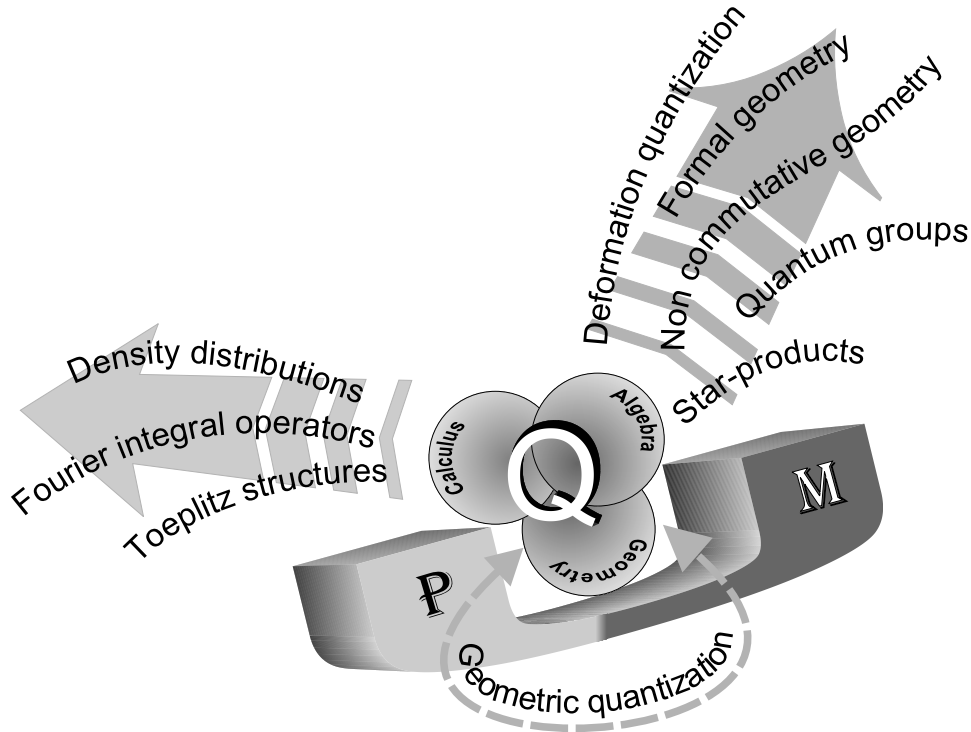 Deformation quantization
Formal geometry
Non commutative geometry
Quantum groups
Star-products
Density distributions
Fourier integral operators
Toeplitz structures
Calculus
Algebra
Q
Geometry
P
M
Geometric quantization